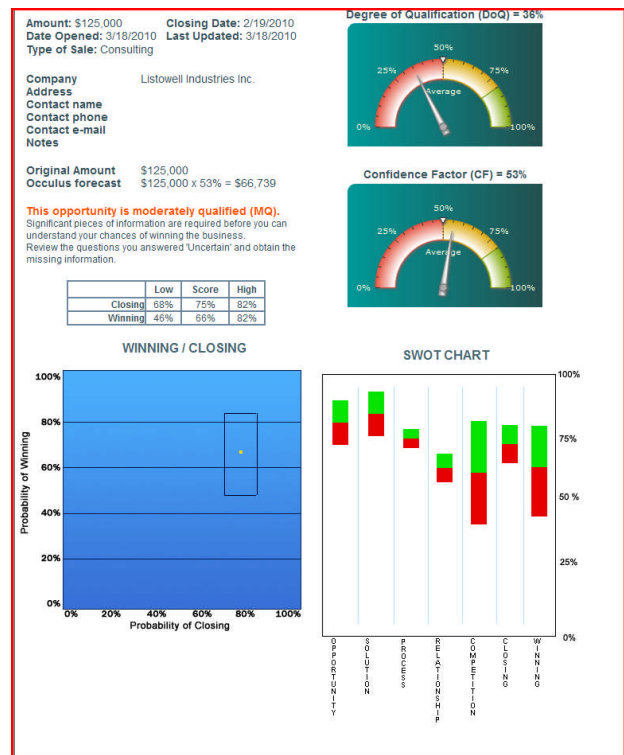 Amount: $125,000 Closing Date: 2/19/2010
Date Opened: 3/18/2010 Last Updated: 3/18/2010
Type of Sale: Consulting
Company Listowell Industries Inc.
Address
Contact name
Contact phone
Contact e-mail
Notes
Original Amount $125,000
Occulus forecast $125,000 x 53% = $66,739
This opportunity is moderately qualified (MQ).
Significant pieces of information are required before you can
understand your chances of winning the business.
Review the questions you answered 'Uncertain' and obtain the
missing information.
Low Score High
Closing 68% 75% 82%
Winning 46% 66% 82%
Degree of Qualification (DoQ) = 36%
50%
25% 75%
Average
0% 100%
Confidence Factor (CF) = 53%
50%
25% 75%
Average
0% 100%
WINNING / CLOSING
100%
80%
60%
40%
20%
0%
Probability of Winning
0% 20% 40% 60% 80% 100%
Probability of Closing
SWOT CHART
100%
75%
50 %
25%
0%
OPPORTUNITY
SOLUTION
PROCESS
RELATIONSHIP
COMPETITION
CLOSING
WINNING